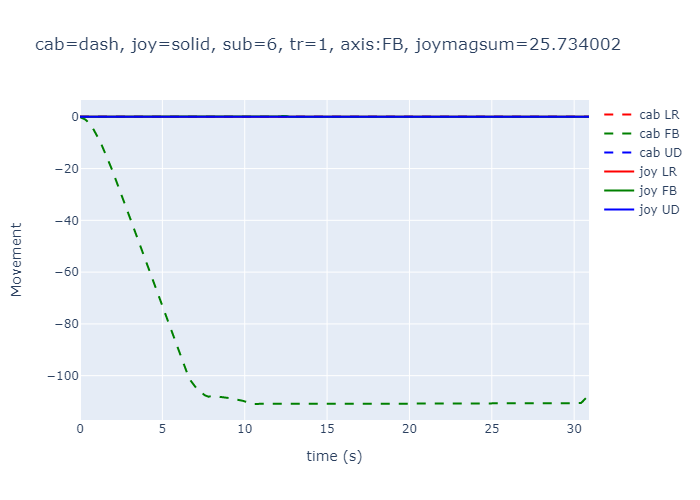 cab=dash, joy=solid, sub=6, tr=1, axis:FB, joymagsum=25.734002
0
−20
−40
−60
−80
−100
Movement
0
5
10
15
20
25
30
time (s)
cab LR
cab FB
cab UD
joy LR
joy FB
joy UD